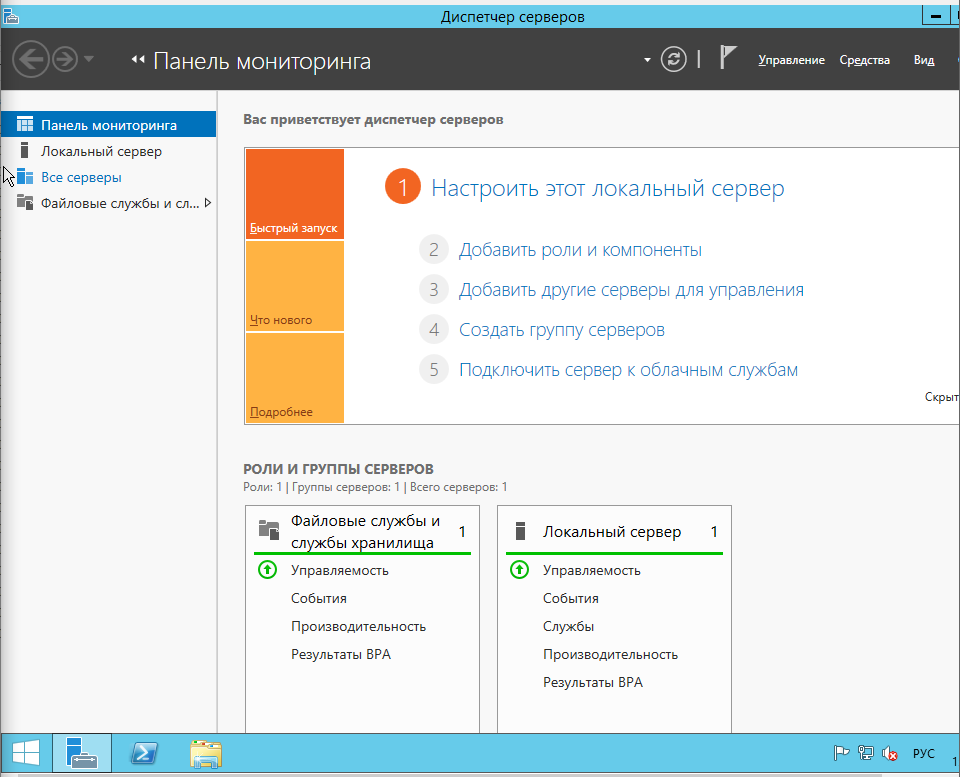 Диспетчер серверов
Панель мониторинга
Управление Средства Вид
Панель мониторинга
Локальный сервер
Все серверы
Файловые службы и сл...
Вас приветствует диспетчер серверов
Быстрый запуск
Что нового
Подробнее
1 Настроить этот локальный сервер
2 Добавить роли и компоненты
3 Добавить другие серверы для управления
4 Создать группу серверов
5 Подключить сервер к облачным службам
Скрыт
РОЛИ И ГРУППЫ СЕРВЕРОВ
Роли: 1 | Группы серверов: 1 | Всего серверов: 1
Файловые службы и
службы хранилища
1
Управляемость
События
Производительность
Результаты BPA
Локальный сервер 1
Управляемость
События
Службы
Производительность
Результаты BPA
РУС
1